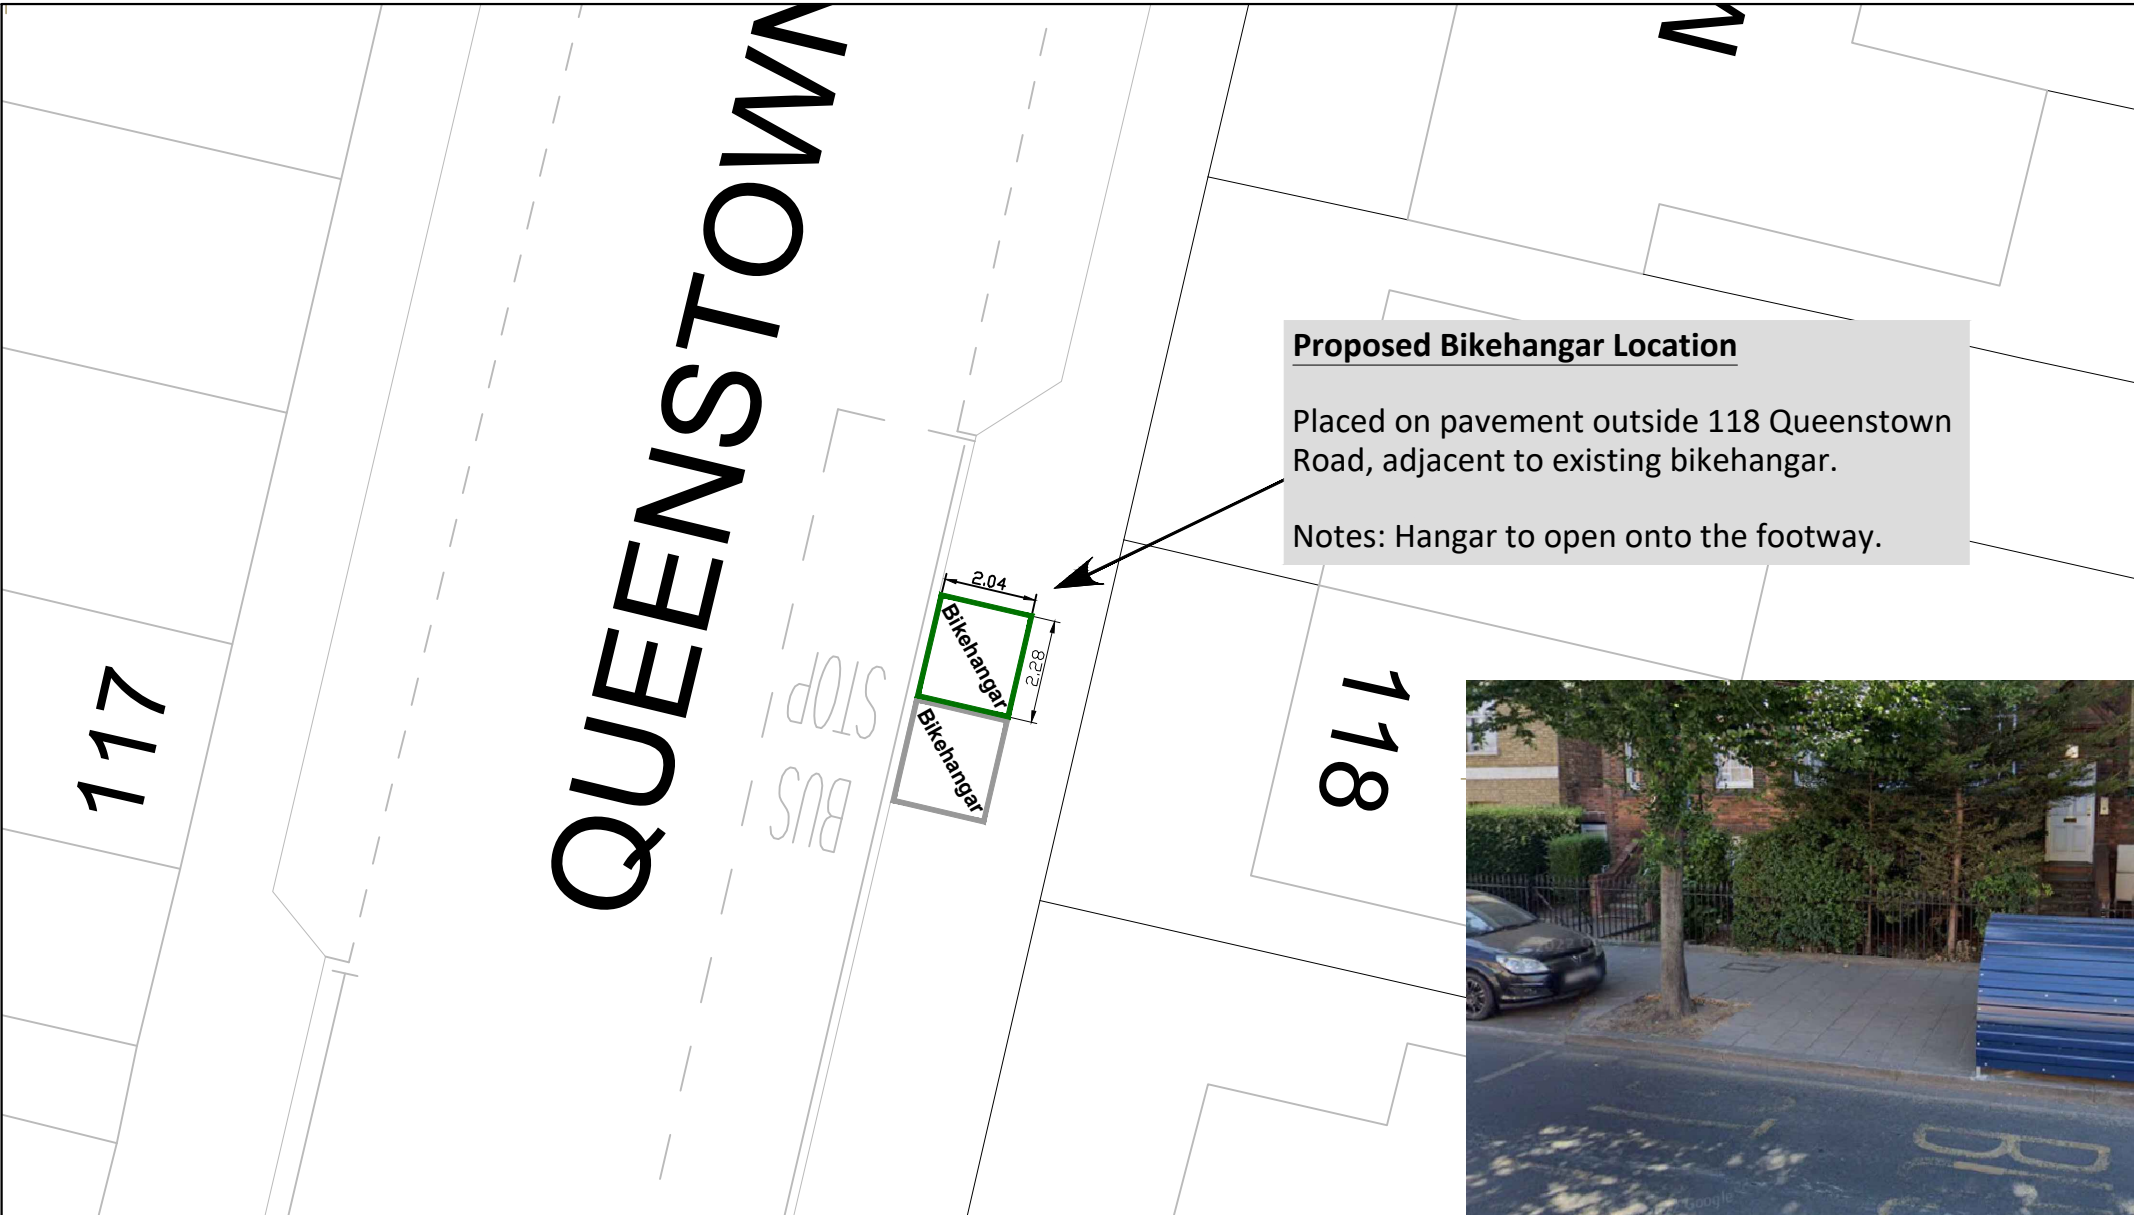 QUEENSTOWN
Proposed Bikehangar Location
Placed on pavement outside 118 Queenstown
Road, adjacent to existing bikehangar.
Notes: Hangar to open onto the footway.
2.04
2.28
Bikehangar
Bikehangar
BUS
STOP
117
118
Google